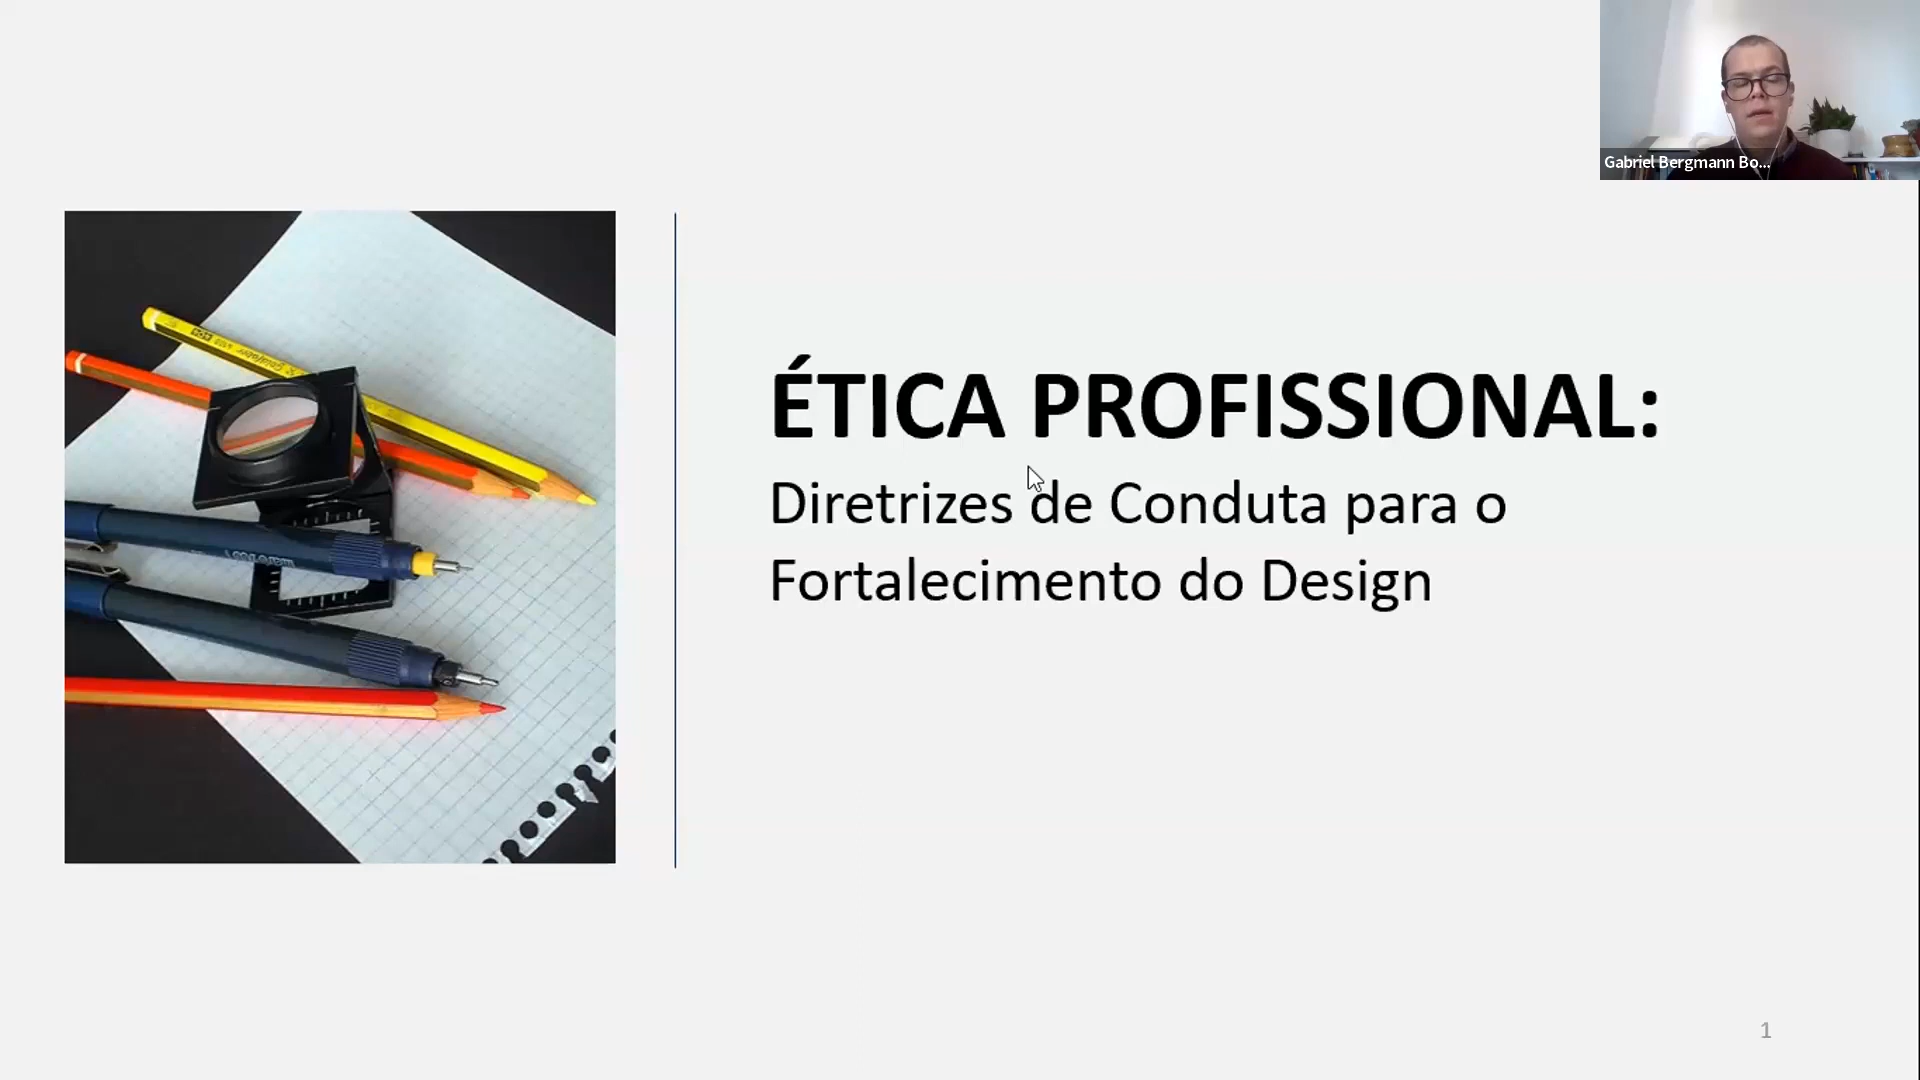 Gabriel Bergmann Bo...
ÉTICA PROFISSIONAL:
Diretrizes de Conduta para o
Fortalecimento do Design
1